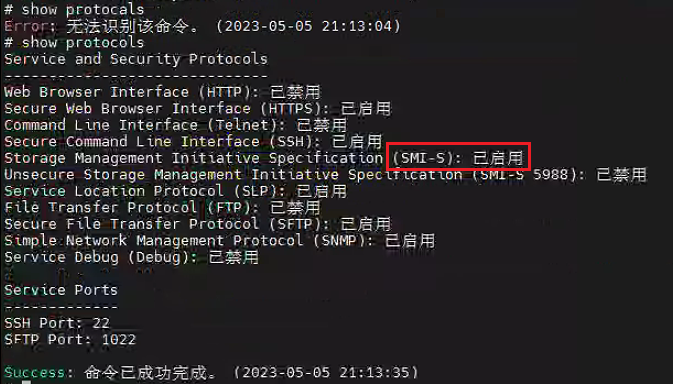 # show protocals
Error: 无法识别该命令。 (2023-05-05 21:13:04)
# show protocols
Service and Security Protocols
------------------------------
Web Browser Interface (HTTP): 已禁用
Secure Web Browser Interface (HTTPS): 已启用
Command Line Interface (Telnet): 已禁用
Secure Command Line Interface (SSH): 已启用
Storage Management Initiative Specification (SMI-S): 已启用
Unsecure Storage Management Initiative Specification (SMI-S 5988): 已禁用
Service Location Protocol (SLP): 已启用
File Transfer Protocol (FTP): 已禁用
Secure File Transfer Protocol (SFTP): 已启用
Simple Network Management Protocol (SNMP): 已启用
Service Debug (Debug): 已禁用
Service Ports
-------------
SSH Port: 22
SFTP Port: 1022
Success: 命令已成功完成。 (2023-05-05 21:13:35)